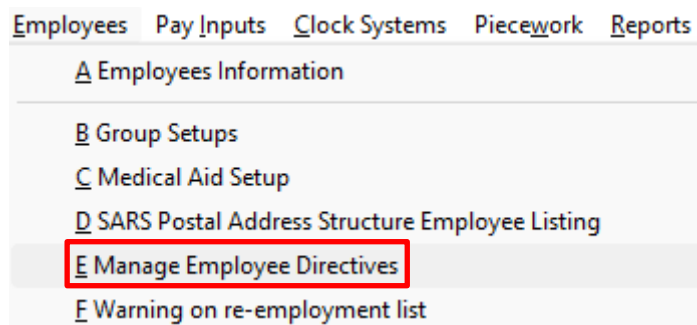 Employees Pay Inputs Clock Systems Piecework Reports
A Employees Information
B Group Setups
C Medical Aid Setup
D SARS Postal Address Structure Employee Listing
E Manage Employee Directives
F Warning on re-employment list